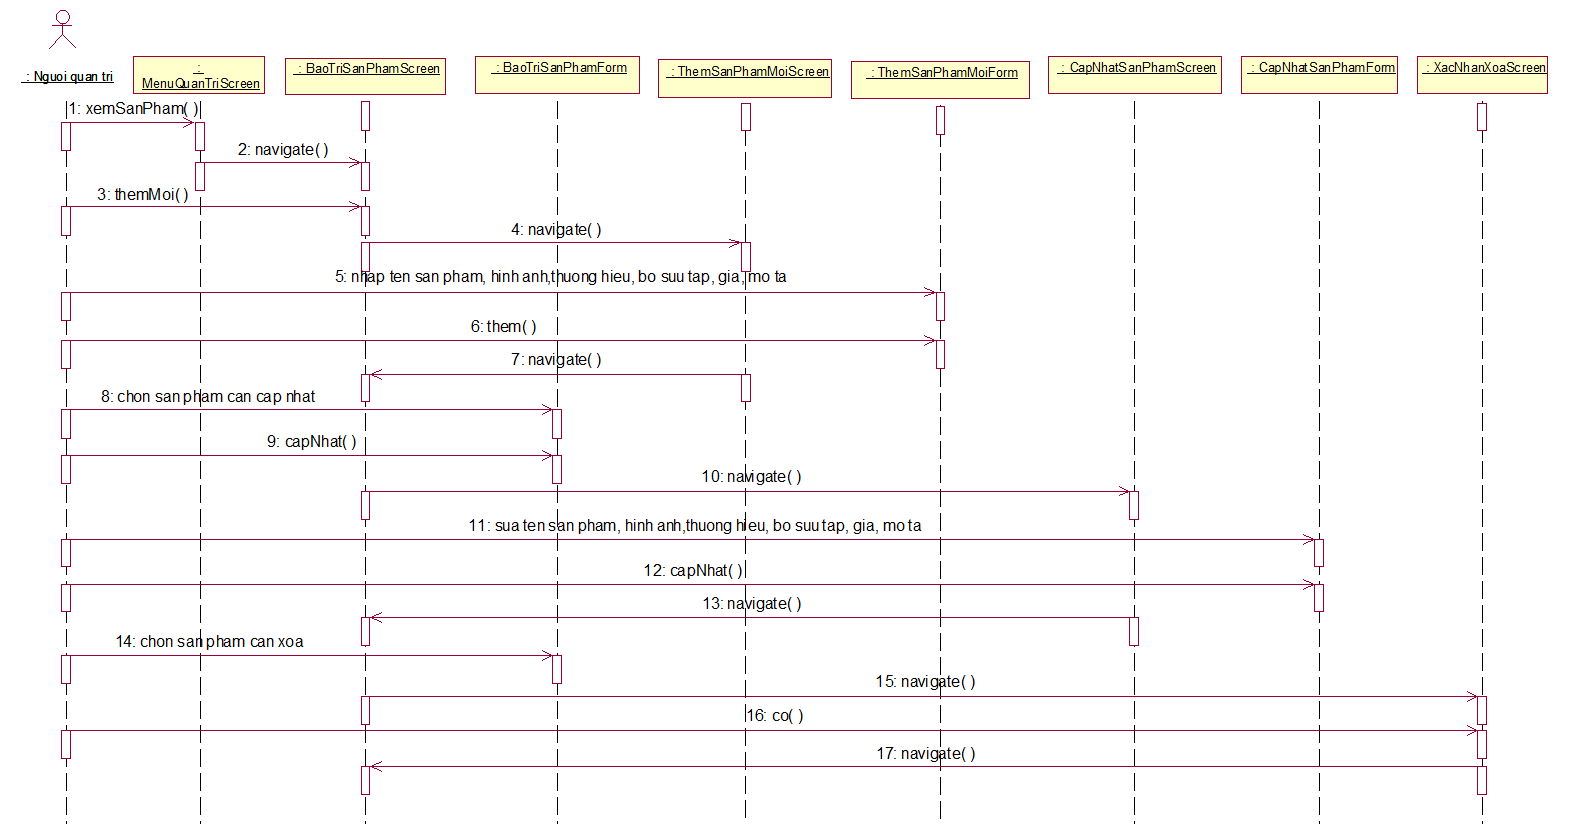 : Nguoi quan tri
:
MenuQuanTriScreen
: BaoTriSanPhamScreen
: BaoTriSanPhamForm
: ThemSanPhamMoiScreen
: ThemSanPhamMoiForm
: CapNhatSanPhamScreen
: CapNhatSanPhamForm
: XacNhanXoaScreen
1: xemSanPham( )
2: navigate( )
3: themMoi( )
4: navigate( )
5: nhap ten san pham, hinh anh,thuong hieu, bo suu tap, gia, mo ta
6: them( )
7: navigate( )
8: chon san pham can cap nhat
9: capNhat( )
10: navigate( )
11: sua ten san pham, hinh anh,thuong hieu, bo suu tap, gia, mo ta
12: capNhat( )
13: navigate( )
14: chon san pham can xoa
15: navigate( )
16: co( )
17: navigate( )